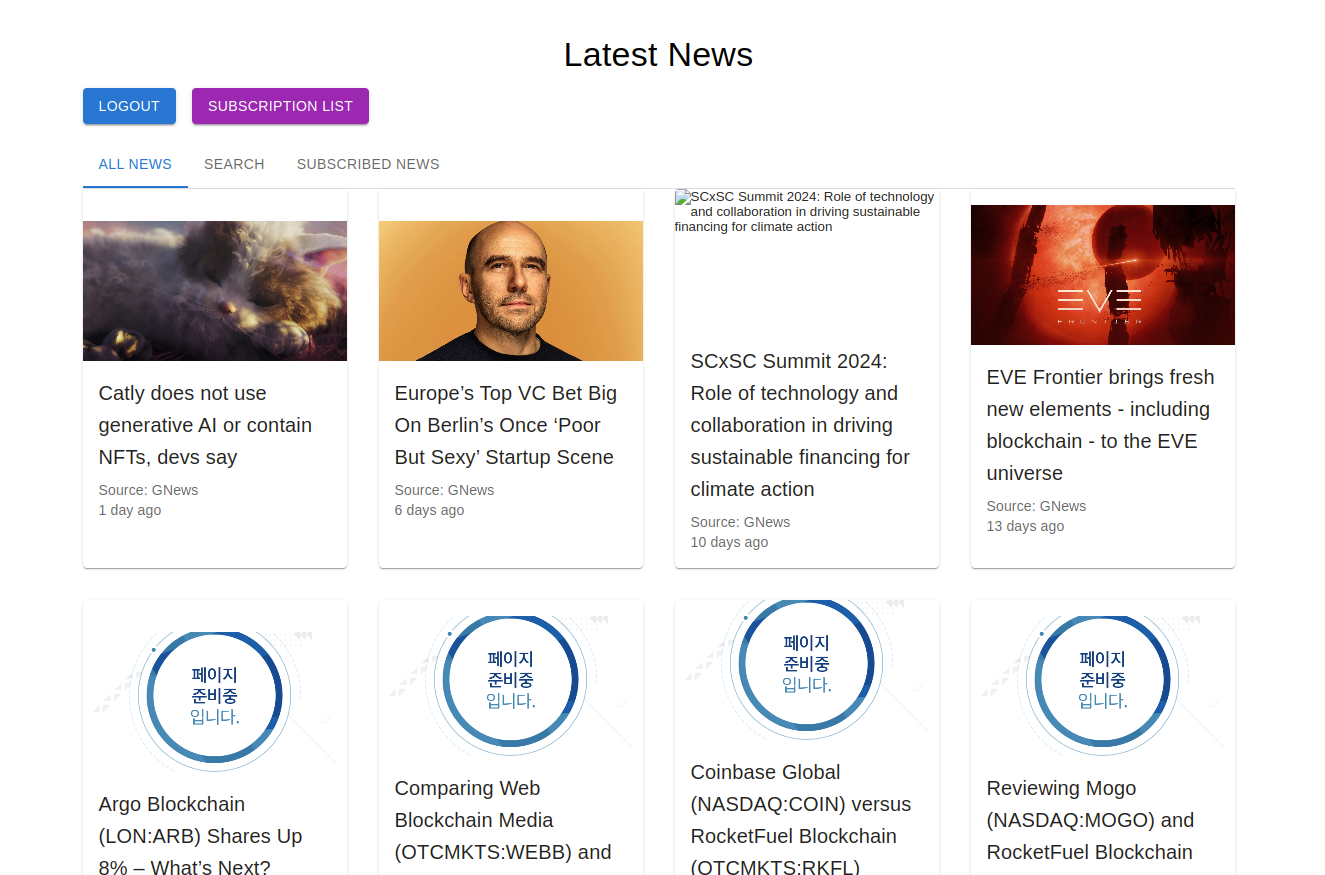 Latest News
LOGOUT
SUBSCRIPTION LIST
ALL NEWS
SEARCH
SUBSCRIBED NEWS
Catly does not use
generative AI or contain
NFTs, devs say
Source: GNews
1 day ago
Europe’s Top VC Bet Big
On Berlin’s Once ‘Poor
But Sexy’ Startup Scene
Source: GNews
6 days ago
SCxSC Summit 2024: Role of technology
and collaboration in driving sustainable
financing for climate action
SCxSC Summit 2024:
Role of technology and
collaboration in driving
sustainable financing for
climate action
Source: GNews
10 days ago
EVE
FRONTIER
EVE Frontier brings fresh
new elements - including
blockchain - to the EVE
universe
Source: GNews
13 days ago
페이지
준비중
입니다.
Argo Blockchain
(LON:ARB) Shares Up
8% – What’s Next?
페이지
준비중
입니다.
Comparing Web
Blockchain Media
(OTCMKTS:WEBB) and
페이지
준비중
입니다.
Coinbase Global
(NASDAQ:COIN) versus
RocketFuel Blockchain
(OTCMKTS:RKFL)
페이지
준비중
입니다.
Reviewing Mogo
(NASDAQ:MOGO) and
RocketFuel Blockchain